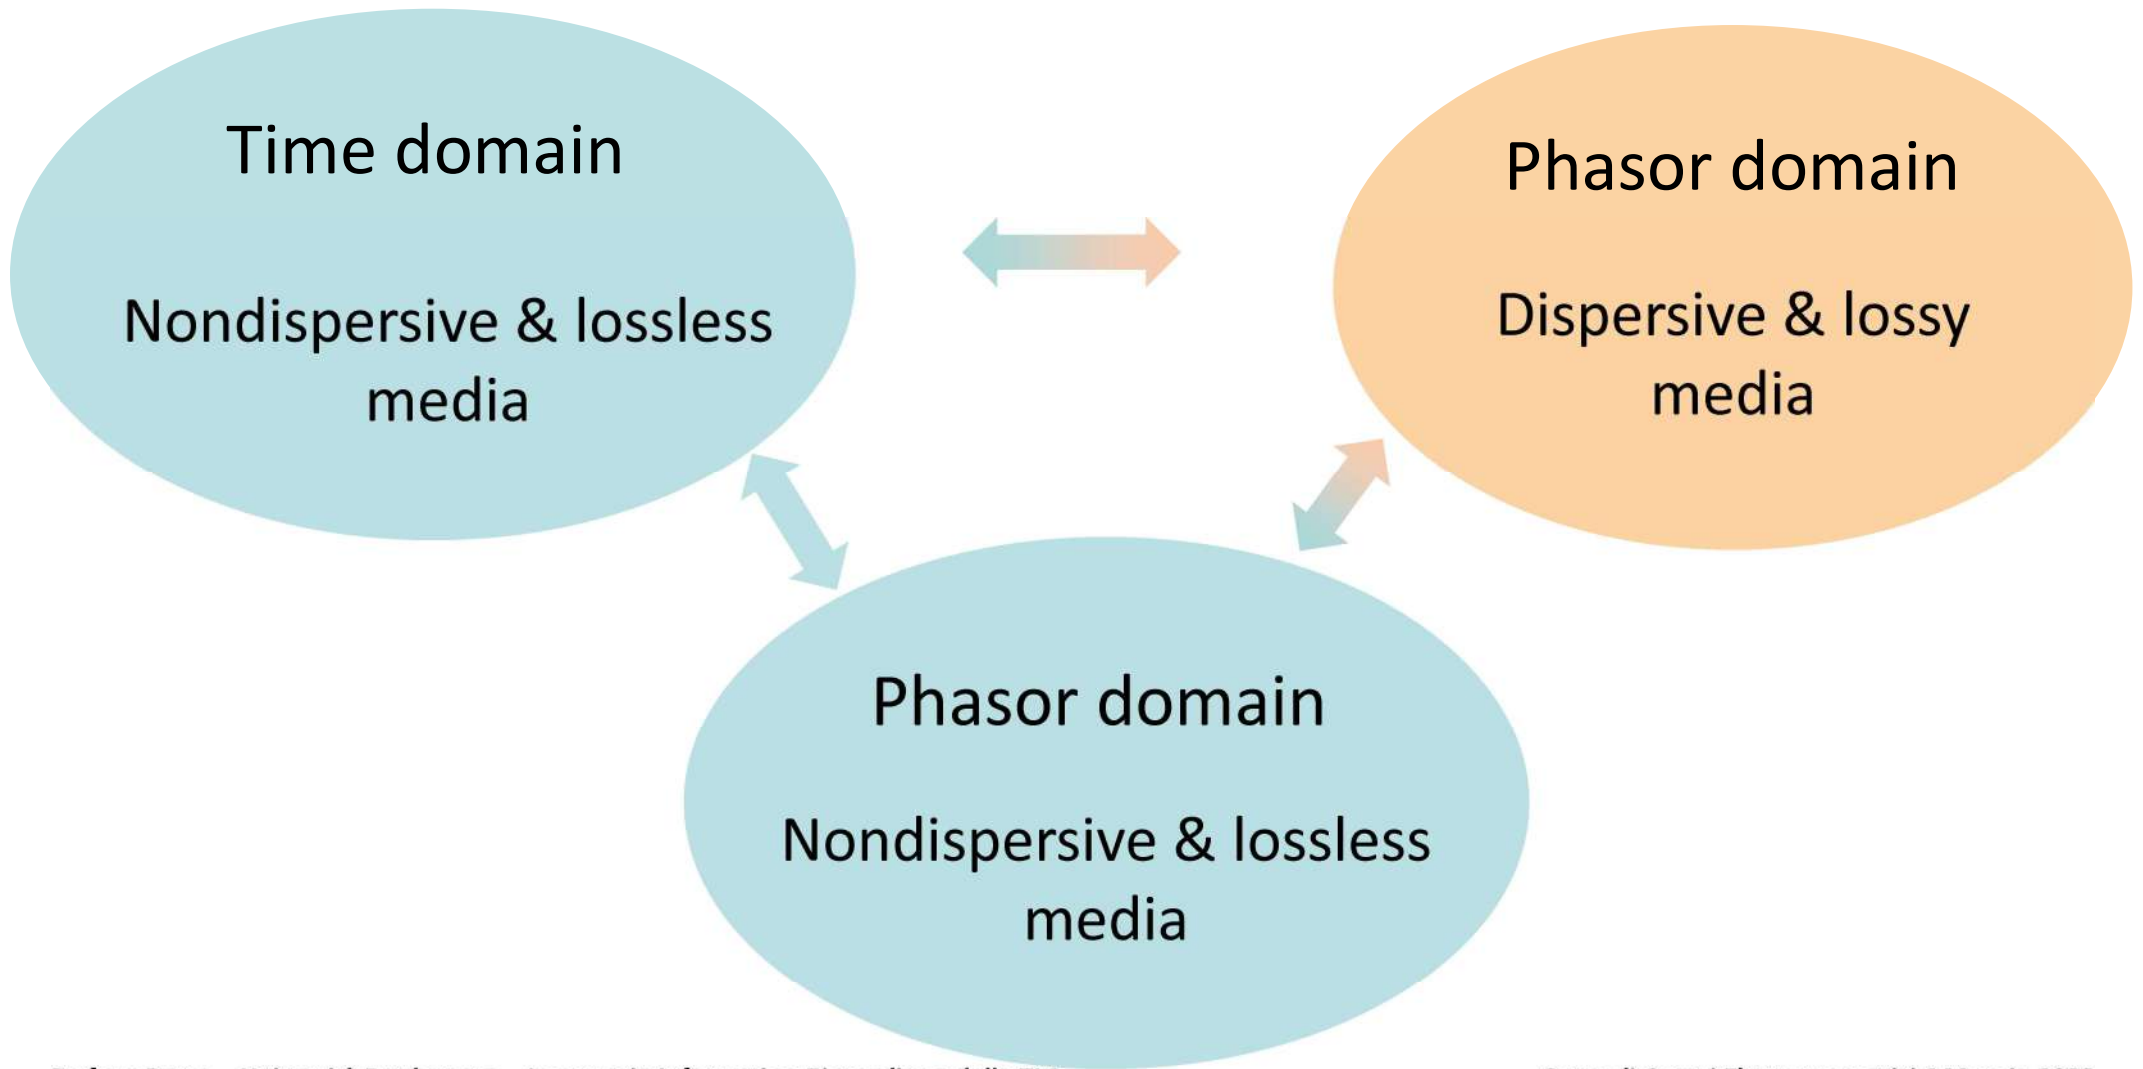 Time domain
Nondispersive & lossless
media
Phasor domain
Dispersive & lossy
media
Phasor domain
Nondispersive & lossless
media